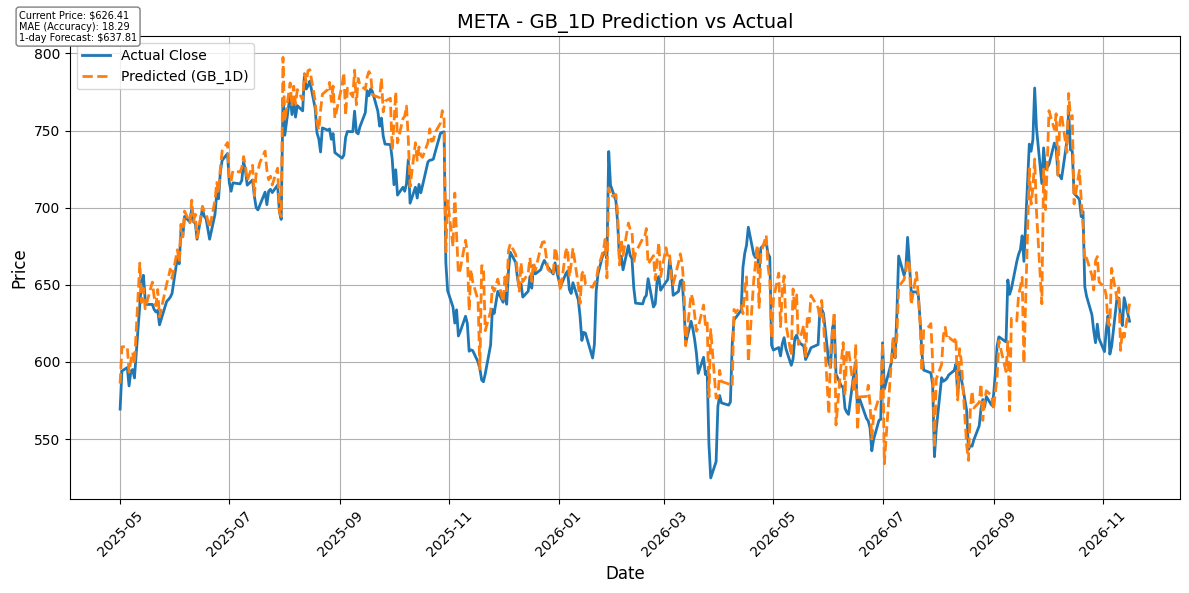 META - GB_1D Prediction vs Actual
Current Price: $626.41
MAE (Accuracy): 18.29
1-day Forecast: $637.81
Actual Close
Predicted (GB_1D)
Price
800
750
700
650
600
550
2025-05
2025-07
2025-09
2025-11
2026-01
2026-03
2026-05
2026-07
2026-09
2026-11
Date